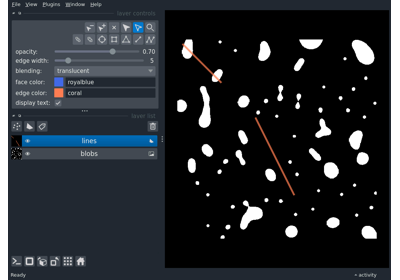 File View Plugins Window Help
layer controls
opacity: 0.70
edge width: 5
blending: translucent
face color: royalblue
edge color: coral
display text:
layer list
lines
blobs
Ready
activity